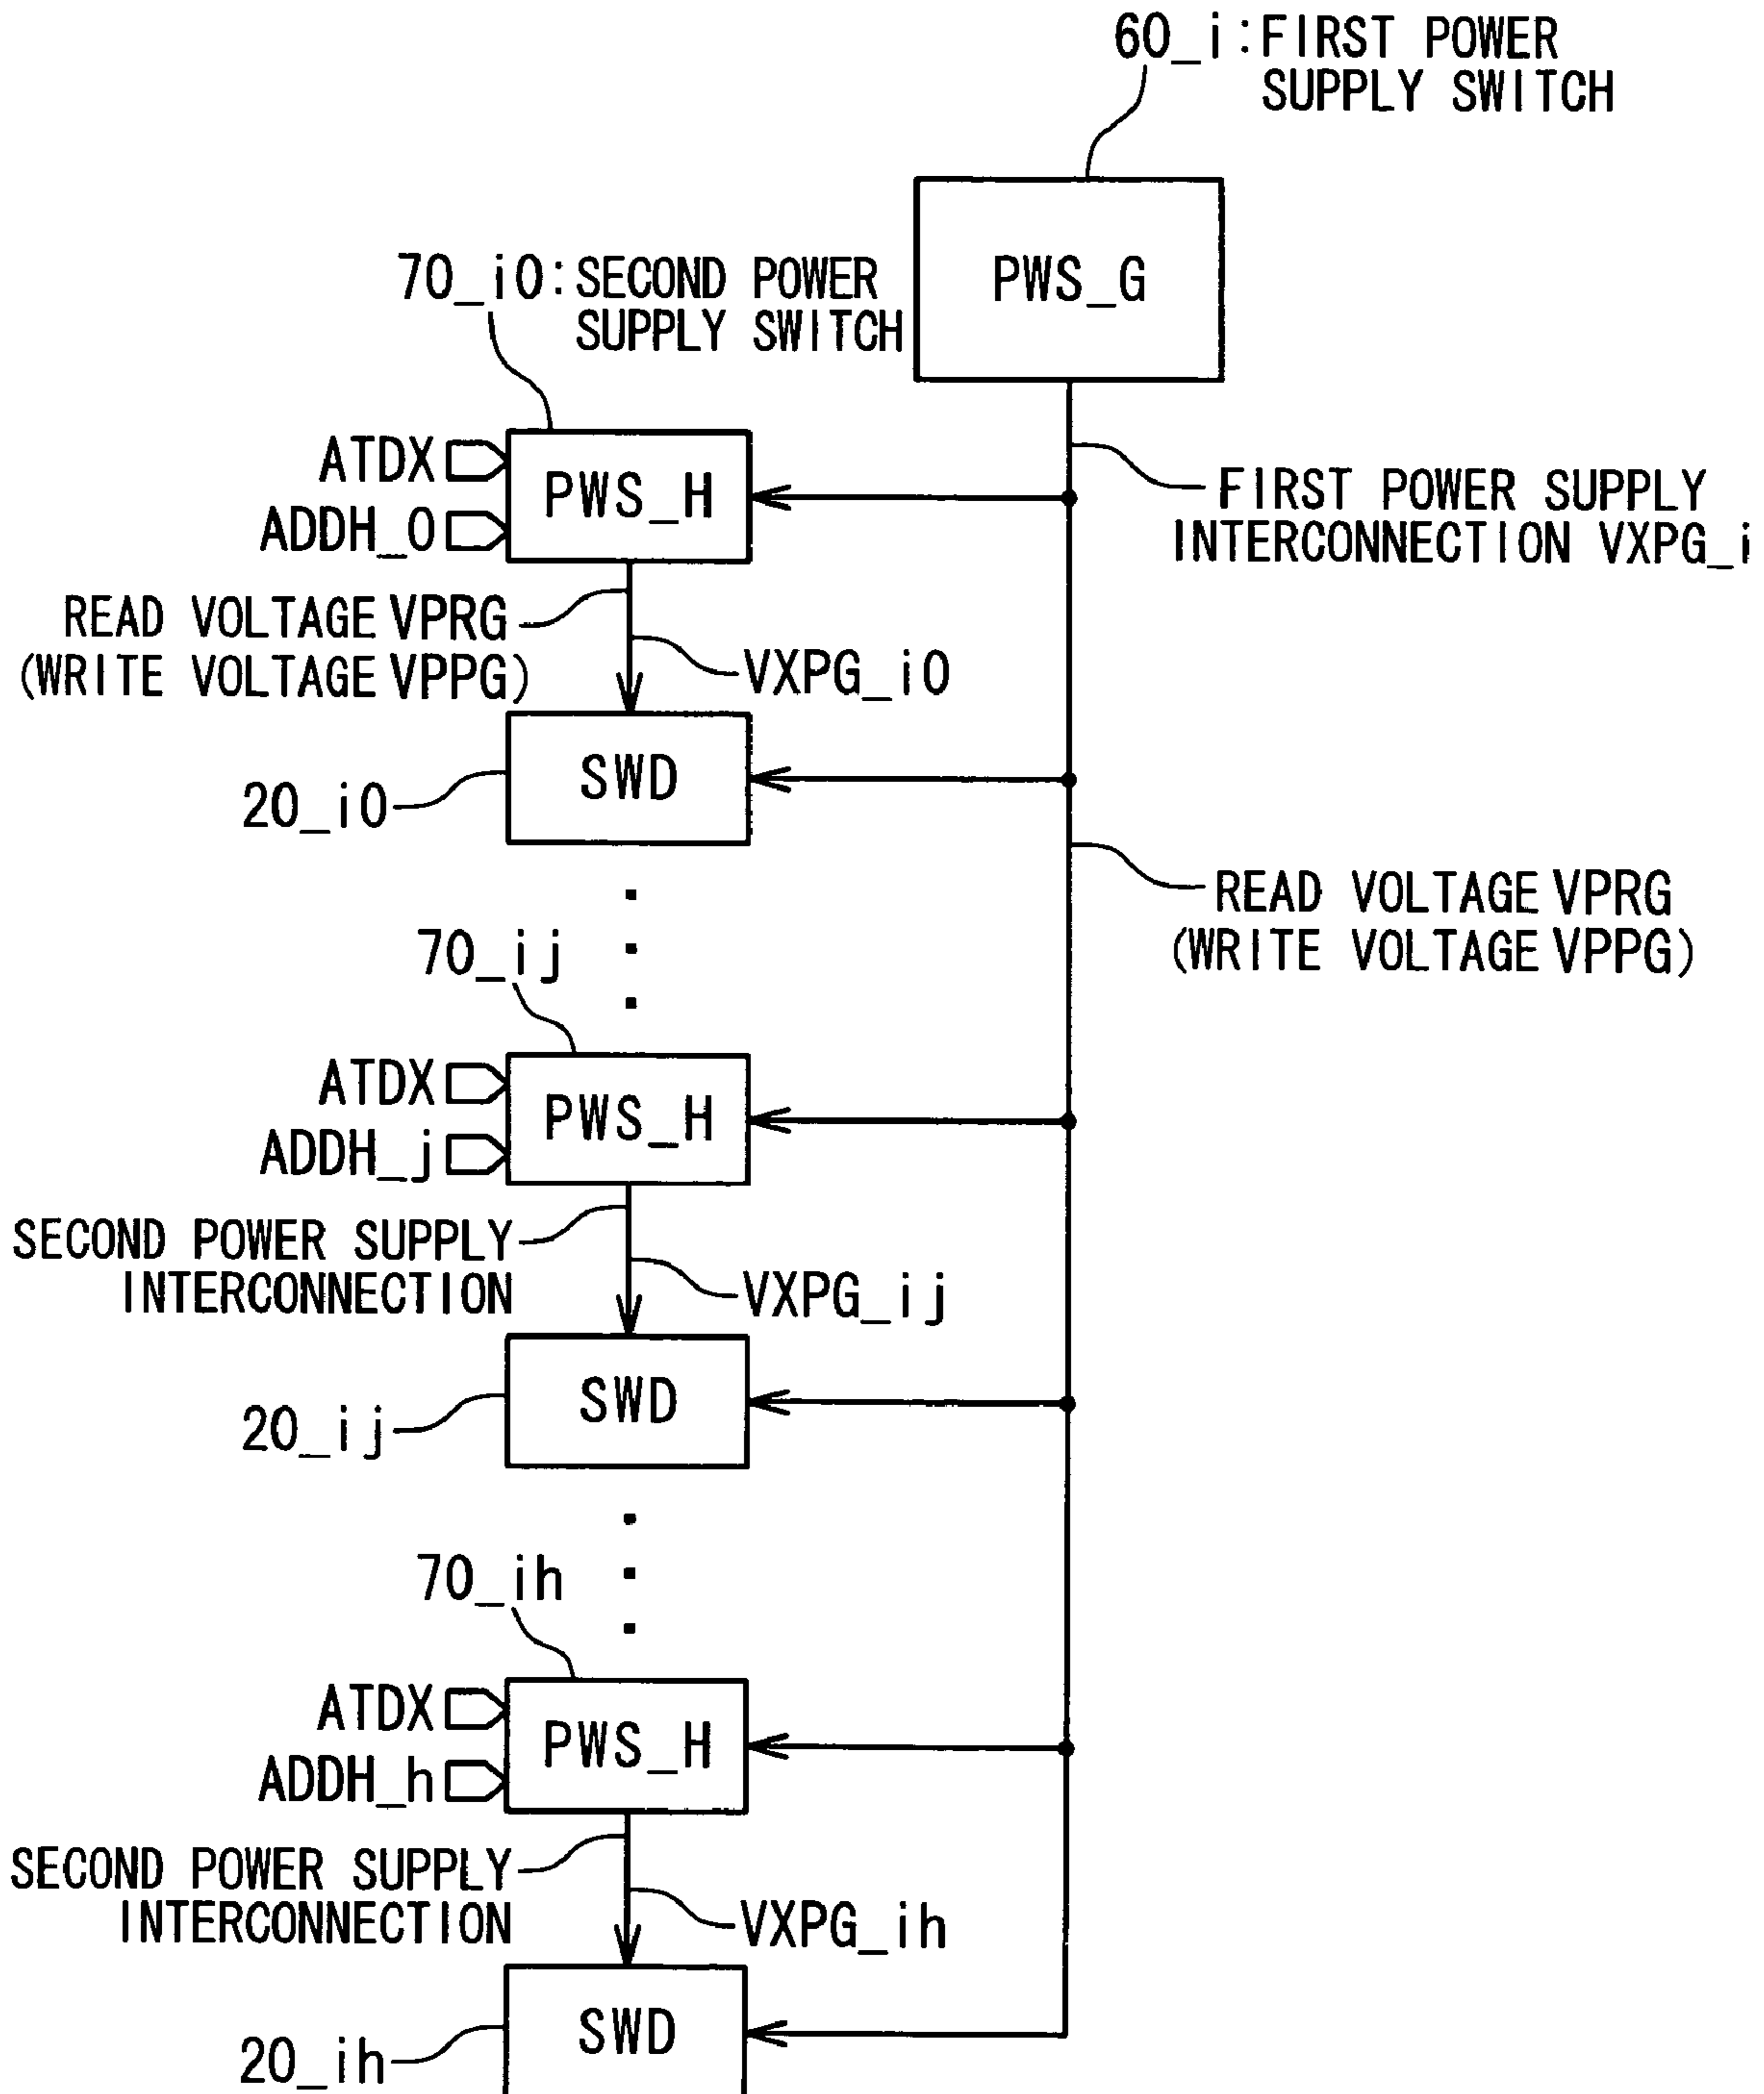 60_i:FIRST POWER
SUPPLY SWITCH
PWS_G
70_i0:SECOND POWER
SUPPLY SWITCH
ATDX
PWS_H
ADDH_0
FIRST POWER SUPPLY
INTERCONNECTION VXPG_i
READ VOLTAGE VPRG
(WRITE VOLTAGE VPPG)
VXPG_i0
SWD
20_i0
READ VOLTAGE VPRG
(WRITE VOLTAGE VPPG)
70_ij
ATDX
PWS_H
ADDH_j
SECOND POWER SUPPLY
INTERCONNECTION
VXPG_ij
SWD
20_ij
70_ih
ATDX
PWS_H
ADDH_h
SECOND POWER SUPPLY
INTERCONNECTION
VXPG_ih
SWD
20_ih